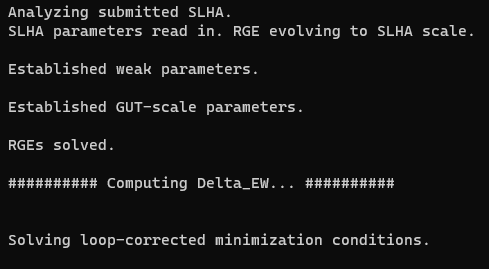 Analyzing submitted SLHA.
SLHA parameters read in. RGE evolving to SLHA scale.
Established weak parameters.
Established GUT-scale parameters.
RGEs solved.
########## Computing Delta_EW... ##########
Solving loop-corrected minimization conditions.